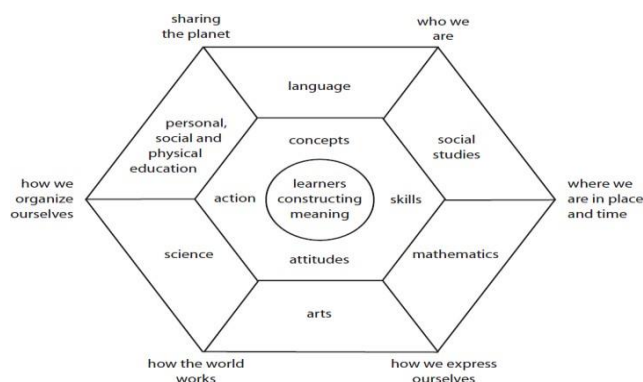 sharing
the planet
who we
are
language
personal,
social and
physical
education
concepts
social
studies
how we
organize
ourselves
action
learners
constructing
meaning
skills
where we
are in place
and time
science
attitudes
mathematics
arts
how the world
works
how we express
ourselves